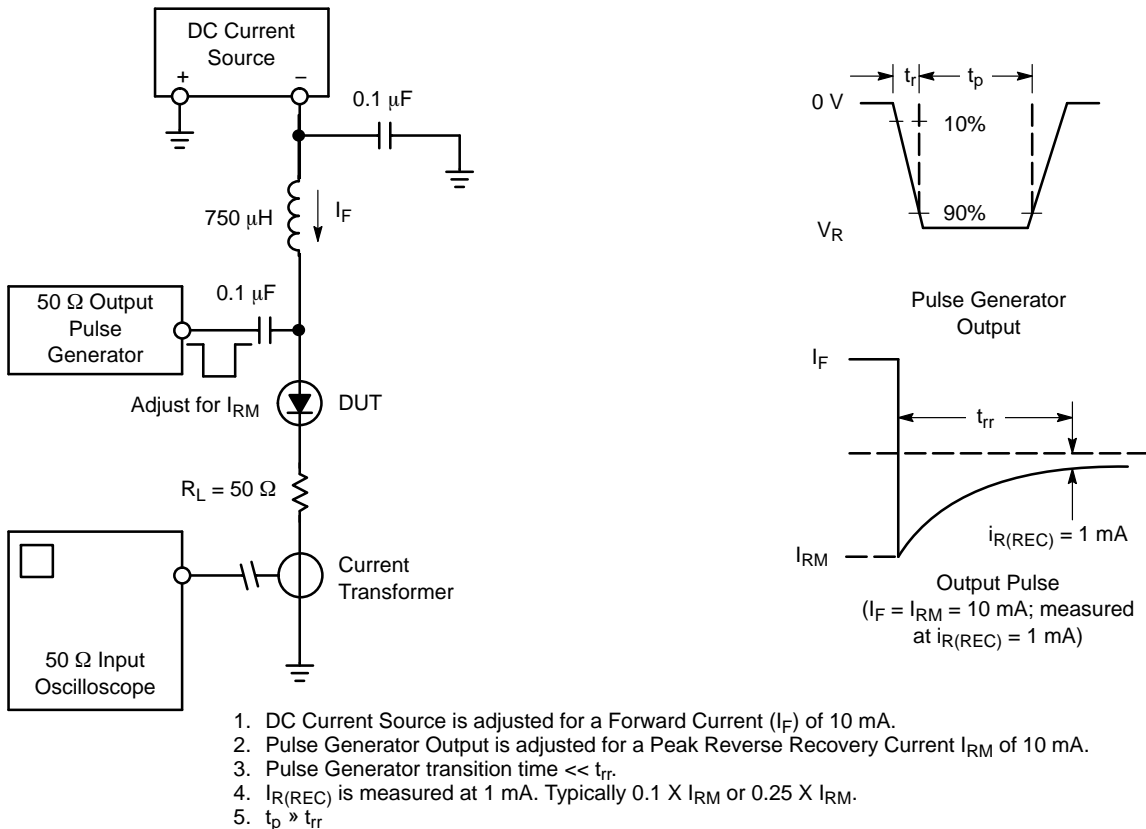 DC Current
Source
+
−
0.1 μF
750 μH
I_F
50 Ω Output
Pulse
Generator
0.1 μF
Adjust for I_RM
DUT
R_L = 50 Ω
Current
Transformer
50 Ω Input
Oscilloscope
t_r
t_p
0 V
10%
90%
V_R
Pulse Generator
Output
I_F
t_rr
i_R(REC) = 1 mA
I_RM
Output Pulse
(I_F = I_RM = 10 mA; measured
at i_R(REC) = 1 mA)
1. DC Current Source is adjusted for a Forward Current (I_F) of 10 mA.
2. Pulse Generator Output is adjusted for a Peak Reverse Recovery Current I_RM of 10 mA.
3. Pulse Generator transition time << t_rr.
4. I_R(REC) is measured at 1 mA. Typically 0.1 X I_RM or 0.25 X I_RM.
5. t_p » t_rr